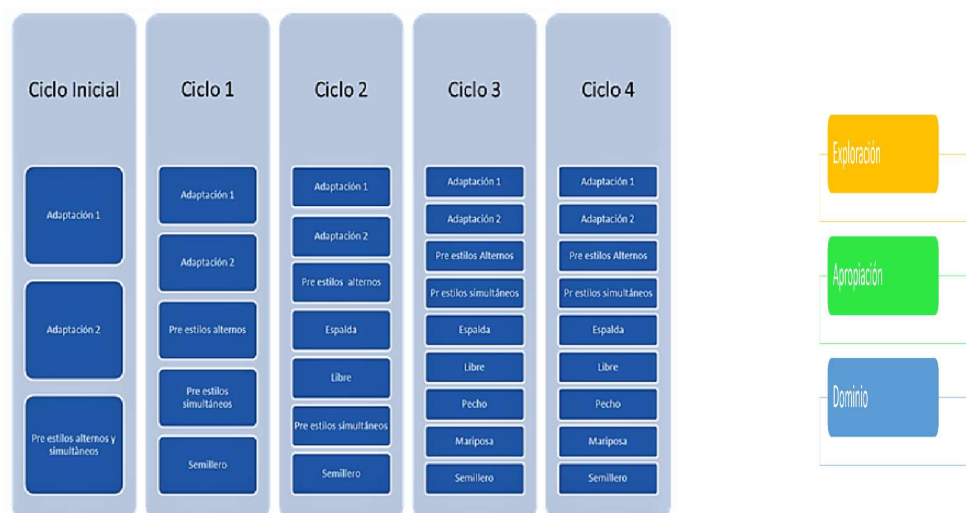 Ciclo Inicial
Adaptación 1
Adaptación 2
Pre estilos alternos y
simultáneos
Ciclo 1
Adaptación 1
Adaptación 2
Pre estilos alternos
Pre estilos
simultáneos
Semillero
Ciclo 2
Adaptación 1
Adaptación 2
Pre estilos alternos
Espalda
Libre
Pre estilos simultáneos
Semillero
Ciclo 3
Adaptación 1
Adaptación 2
Pre estilos Alternos
Pr estilos simultáneos
Espalda
Libre
Pecho
Mariposa
Semillero
Ciclo 4
Adaptación 1
Adaptación 2
Pre estilos Alternos
Pr estilos simultáneos
Espalda
Libre
Pecho
Mariposa
Semillero
Exploración
Apropiación
Dominio